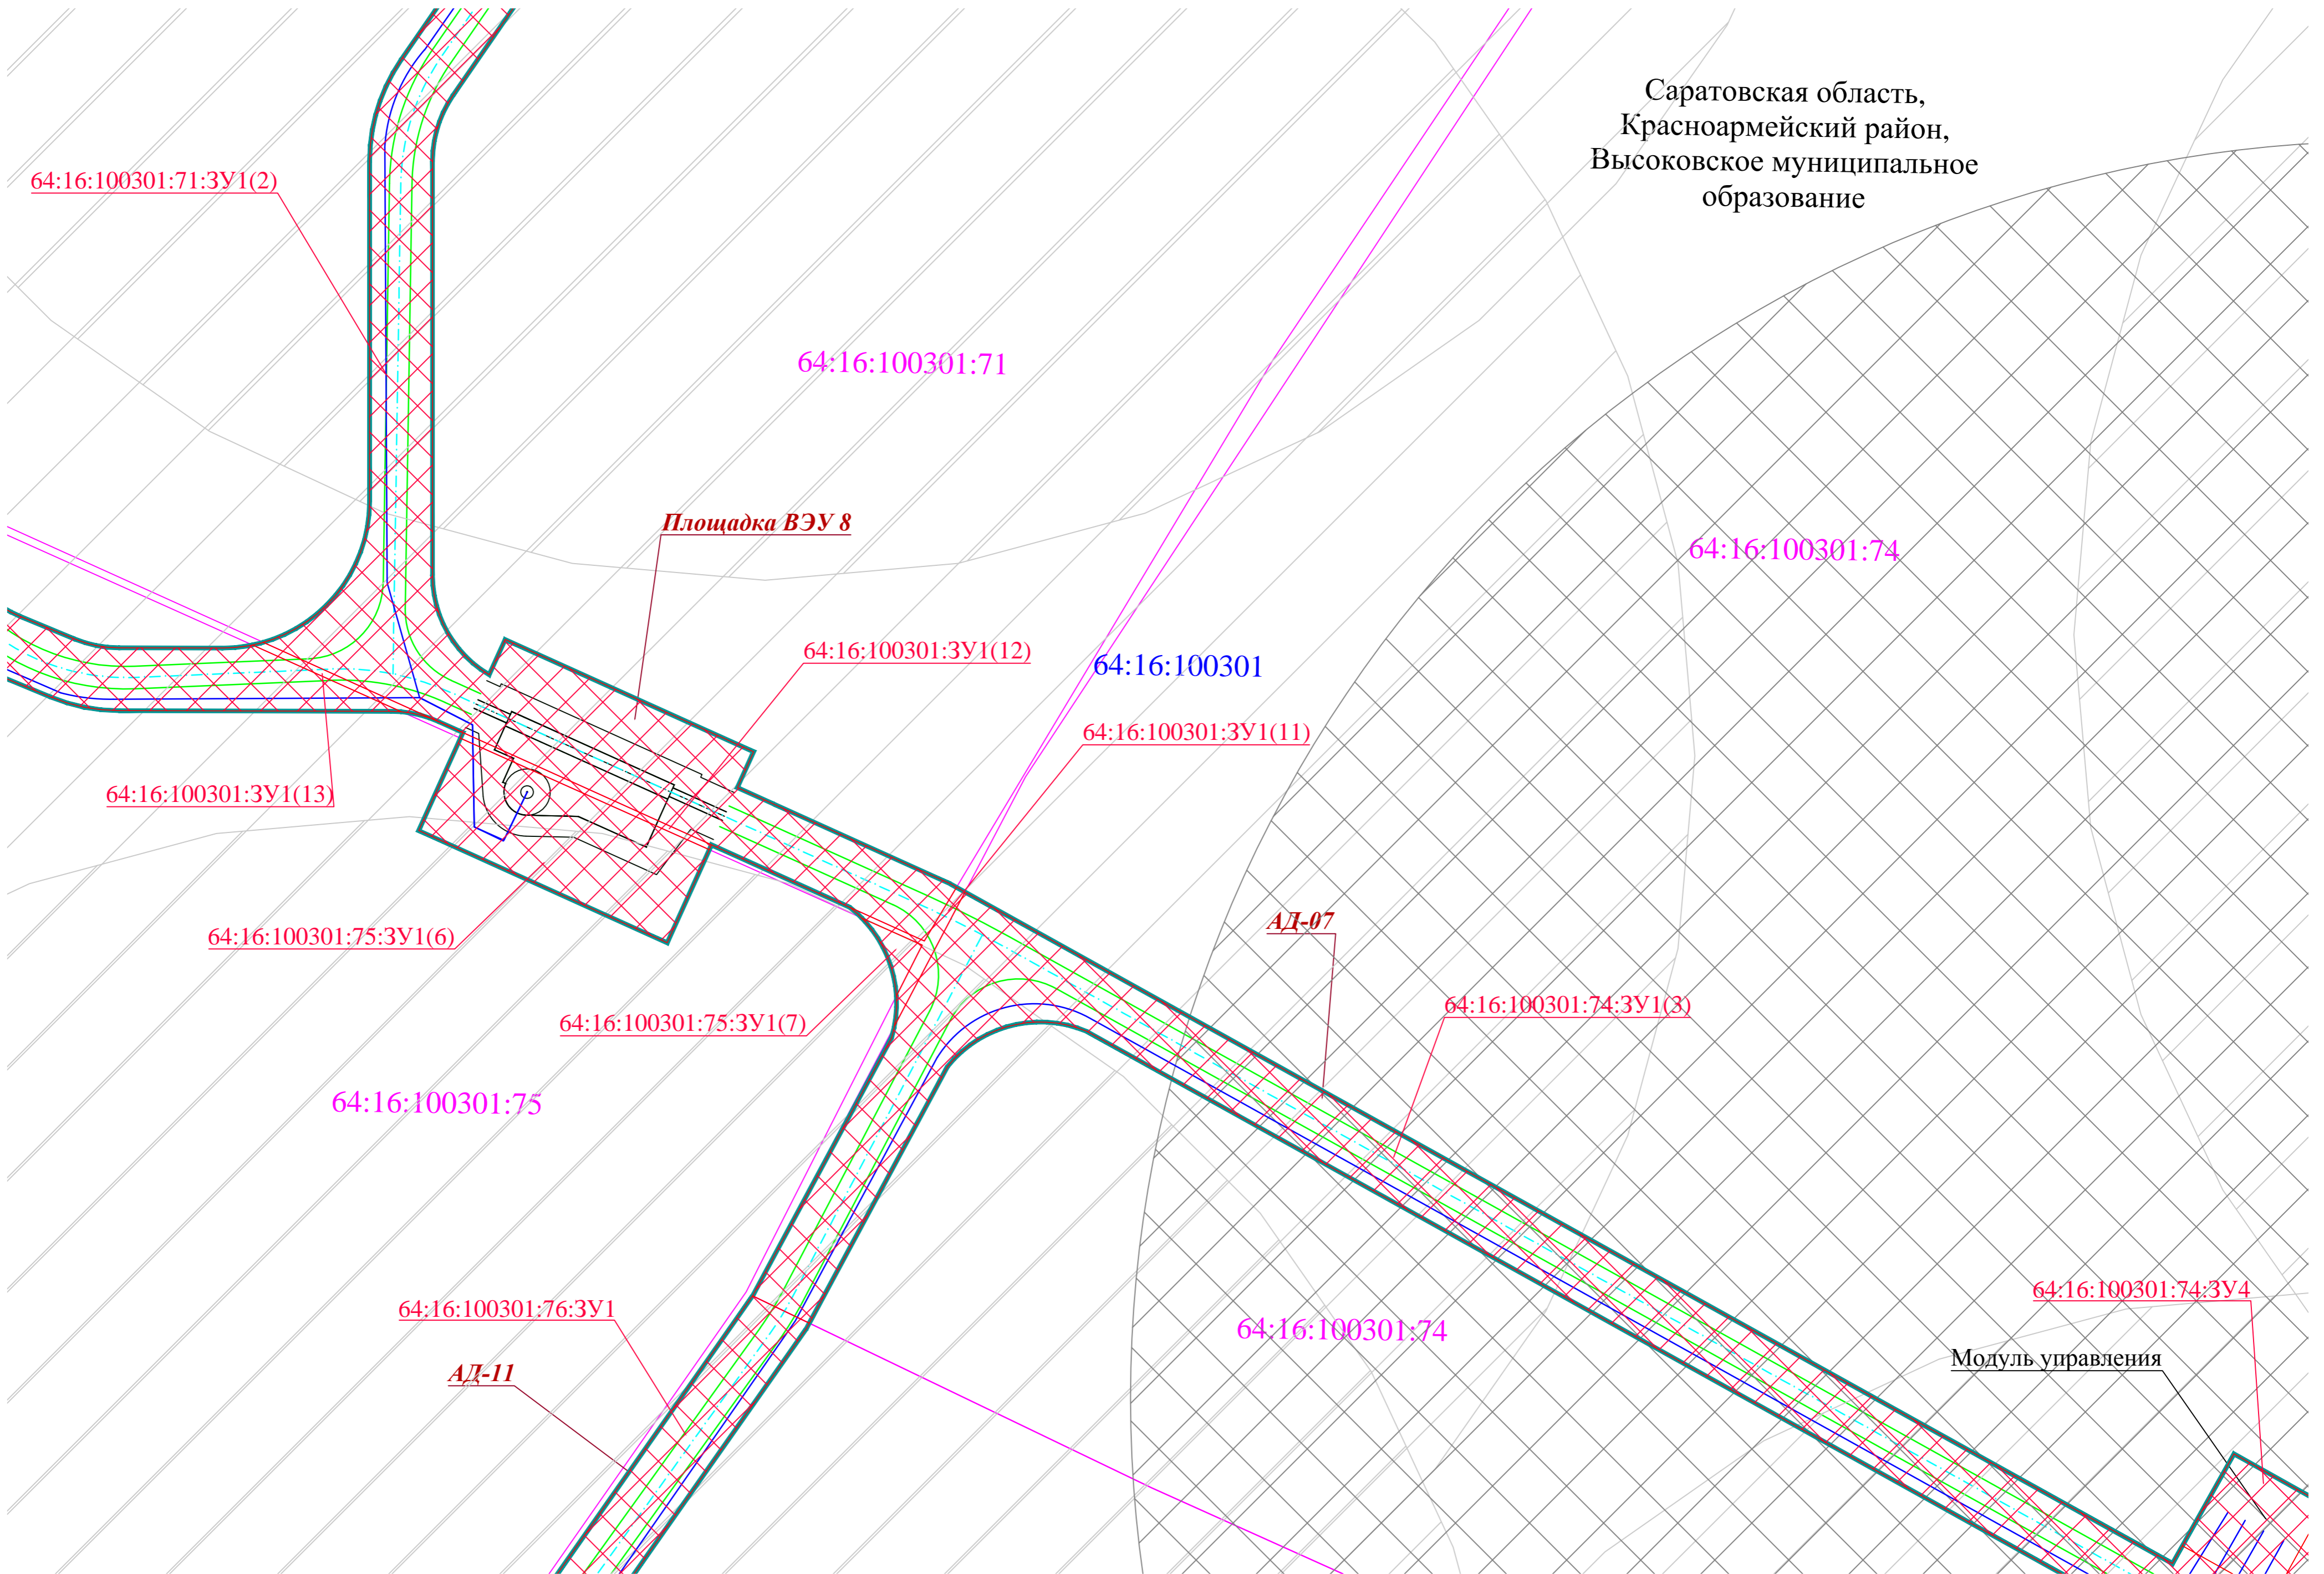 Саратовская область,
Красноармейский район,
Высоковское муниципальное
образование
64:16:100301:71:ЗУ1(2)
64:16:100301:71
Площадка ВЭУ 8
64:16:100301:74
64:16:100301:ЗУ1(12)
64:16:100301
64:16:100301:ЗУ1(11)
64:16:100301:ЗУ1(13)
АД-07
64:16:100301:75:ЗУ1(6)
64:16:100301:74:ЗУ1(3)
64:16:100301:75:ЗУ1(7)
64:16:100301:75
64:16:100301:74:ЗУ4
64:16:100301:76:ЗУ1
64:16:100301:74
Модуль управления
АД-11